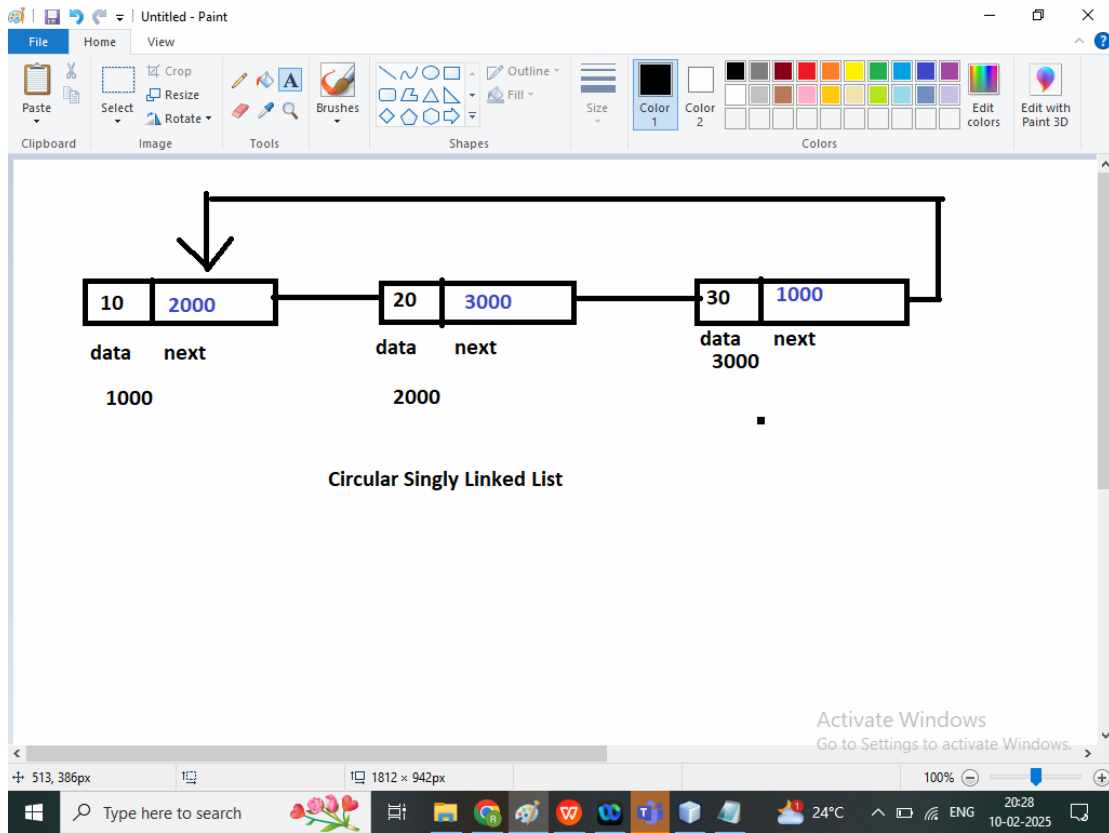 Untitled - Paint
File Home View
Paste
Select
Crop
Resize
Rotate
A
Brushes
Outline
Fill
Size
Color 1
Color 2
Edit colors
Edit with Paint 3D
Clipboard Image Tools Shapes Colors
10 2000 20 3000 30 1000
data next data next data next
1000 2000 3000
Circular Singly Linked List
Activate Windows
Go to Settings to activate Windows.
513, 386px 1812 × 942px 100%
Type here to search 24°C ENG 20:28
10-02-2025